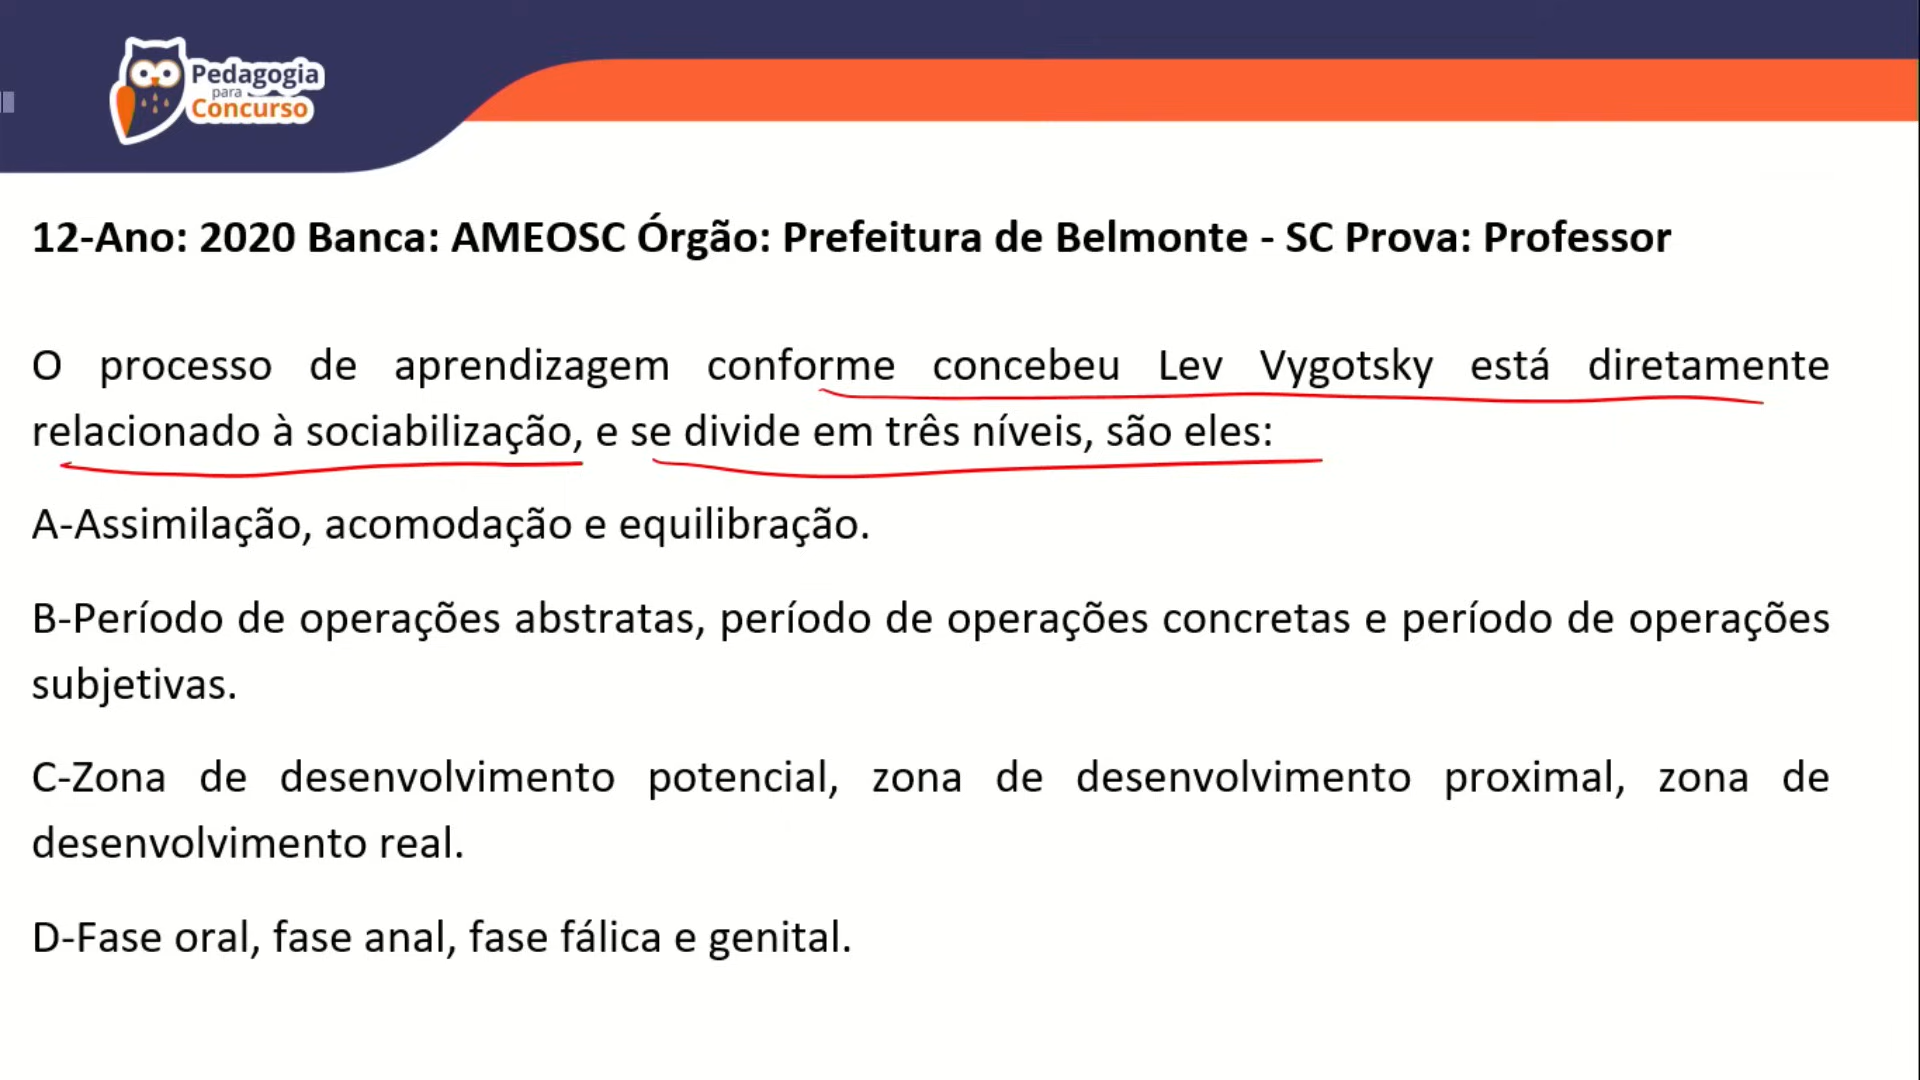 Pedagogia
para
Concurso
12-Ano: 2020 Banca: AMEOSC Órgão: Prefeitura de Belmonte - SC Prova: Professor
O processo de aprendizagem conforme concebeu Lev Vygotsky está diretamente
relacionado à sociabilização, e se divide em três níveis, são eles:
A-Assimilação, acomodação e equilibração.
B-Período de operações abstratas, período de operações concretas e período de operações
subjetivas.
C-Zona de desenvolvimento potencial, zona de desenvolvimento proximal, zona de
desenvolvimento real.
D-Fase oral, fase anal, fase fálica e genital.